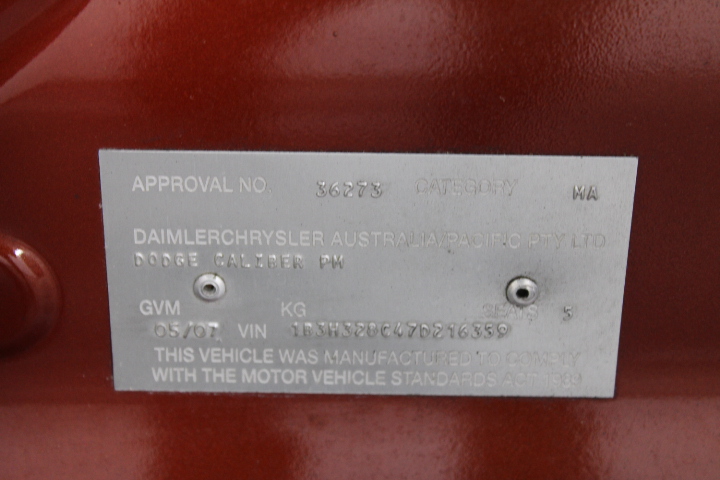 APPROVAL NO. 36273 CATEGORY MA
DAIMLERCHRYSLER AUSTRALIA/PACIFIC PTY LTD
DODGE CALIBER PM
GVM KG SEATS 5
05/07 VIN
THIS VEHICLE WAS MANUFACTURED TO COMPLY
WITH THE MOTOR VEHICLE STANDARDS ACT 1989